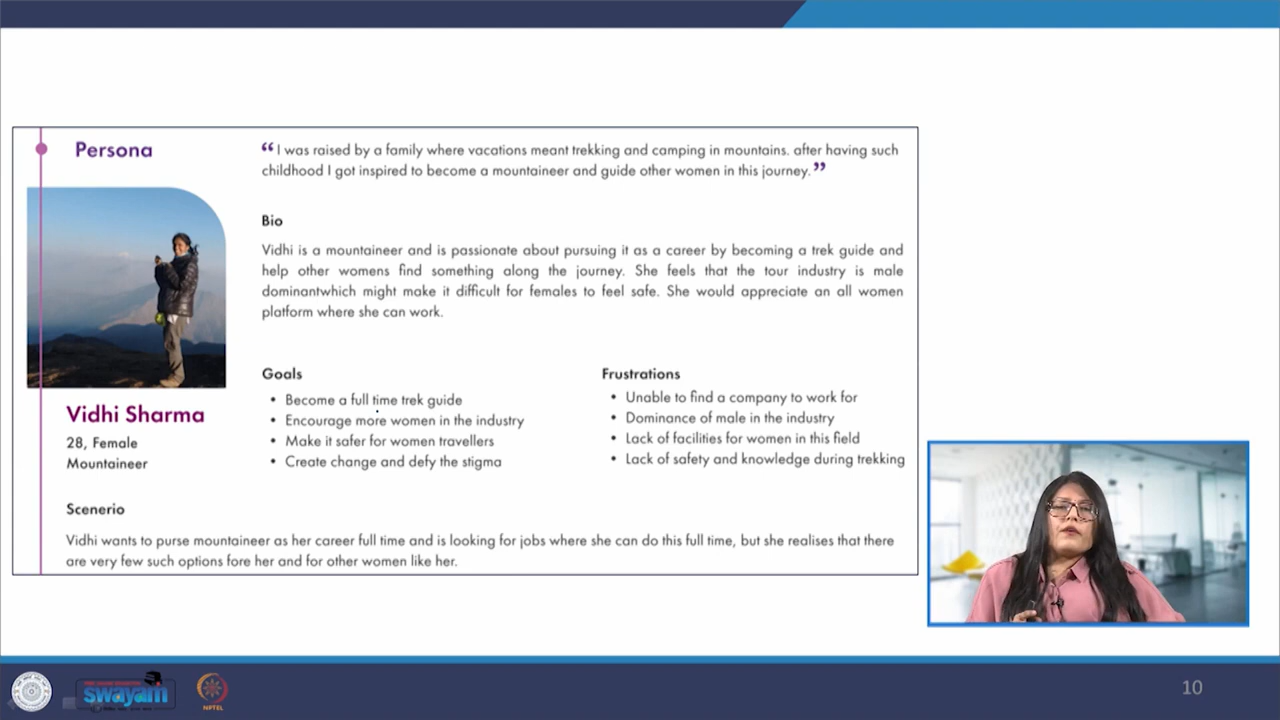 Persona
“ I was raised by a family where vacations meant trekking and camping in mountains. after having such
childhood I got inspired to become a mountaineer and guide other women in this journey. ”
Bio
Vidhi is a mountaineer and is passionate about pursuing it as a career by becoming a trek guide and
help other womens find something along the journey. She feels that the tour industry is male
dominantwhich might make it difficult for females to feel safe. She would appreciate an all women
platform where she can work.
Vidhi Sharma
28, Female
Mountaineer
Goals
• Become a full time trek guide
• Encourage more women in the industry
• Make it safer for women travellers
• Create change and defy the stigma
Frustrations
• Unable to find a company to work for
• Dominance of male in the industry
• Lack of facilities for women in this field
• Lack of safety and knowledge during trekking
Scenerio
Vidhi wants to purse mountaineer as her career full time and is looking for jobs where she can do this full time, but she realises that there
are very few such options fore her and for other women like her.
swayam
NPTEL
10